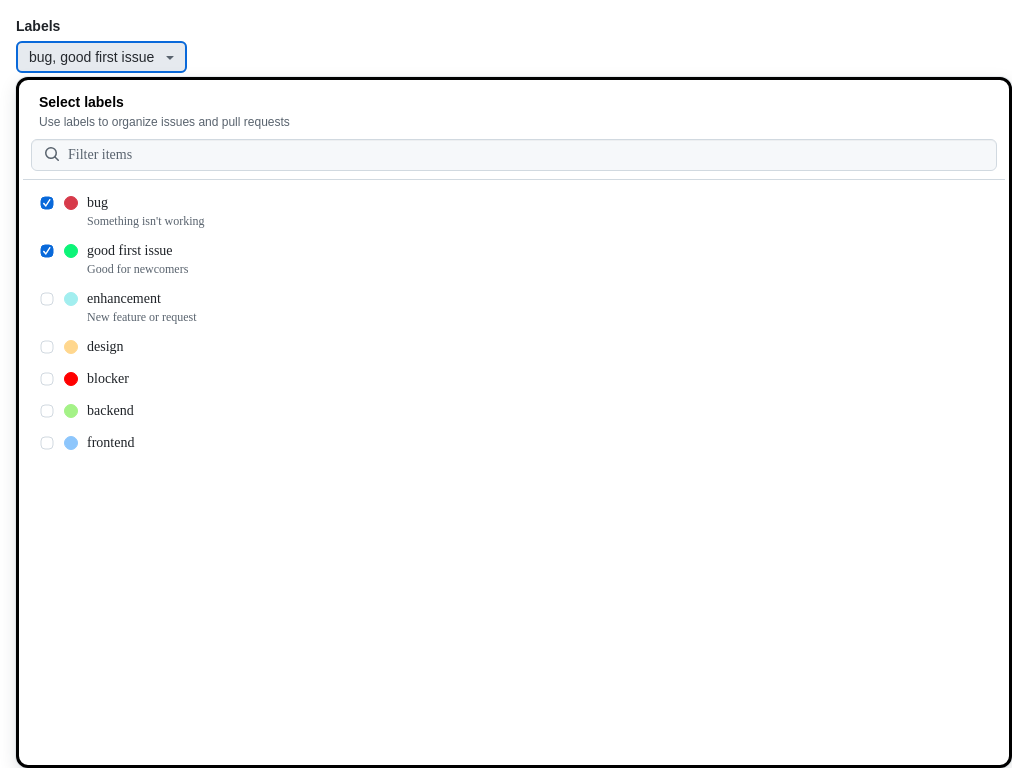 Labels
bug, good first issue
Select labels
Use labels to organize issues and pull requests
Filter items
bug
Something isn't working
good first issue
Good for newcomers
enhancement
New feature or request
design
blocker
backend
frontend